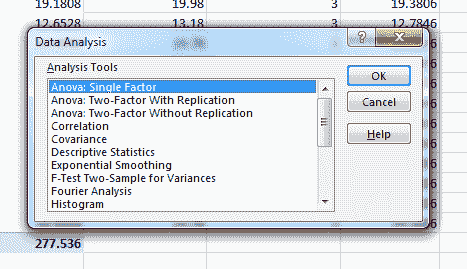 19.1808 19.98 3 19.3806
12.6528 13.18 3 12.7846
Data Analysis
?
Analysis Tools
Anova: Single Factor
Anova: Two-Factor With Replication
Anova: Two-Factor Without Replication
Correlation
Covariance
Descriptive Statistics
Exponential Smoothing
F-Test Two-Sample for Variances
Fourier Analysis
Histogram
OK
Cancel
Help
277.536